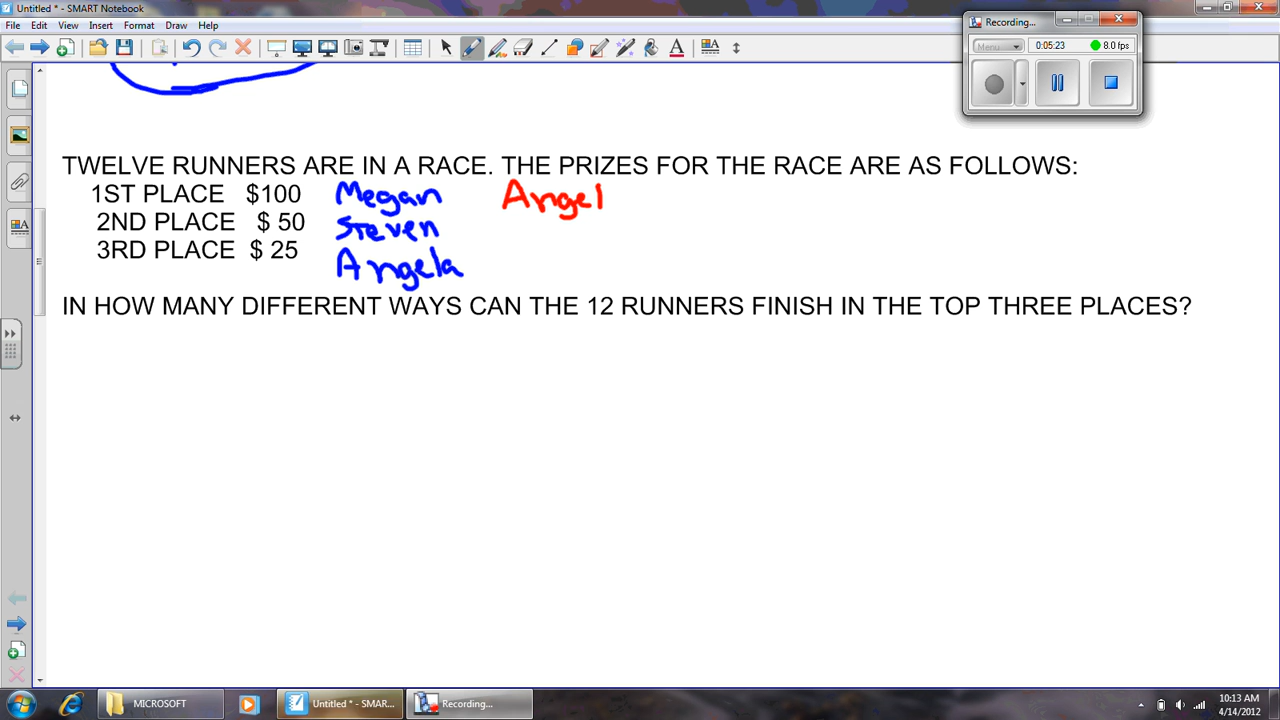 Untitled * - SMART Notebook
File Edit View Insert Format Draw Help
Recording...
Menu 0:05:23 8.0 fps
TWELVE RUNNERS ARE IN A RACE. THE PRIZES FOR THE RACE ARE AS FOLLOWS:
1ST PLACE $100 Megan Angel
2ND PLACE $ 50 Steven
3RD PLACE $ 25 Angela
IN HOW MANY DIFFERENT WAYS CAN THE 12 RUNNERS FINISH IN THE TOP THREE PLACES?
MICROSOFT Untitled * - SMAR... Recording... 10:13 AM
4/14/2012